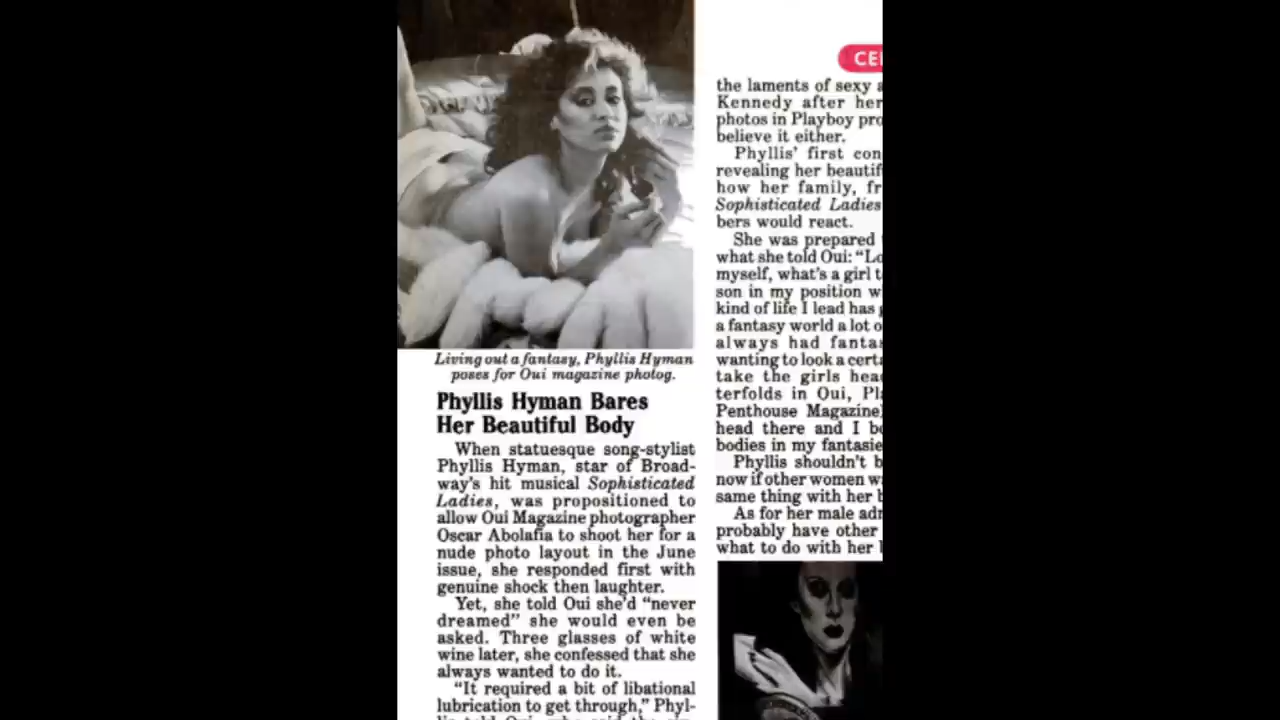 Living out a fantasy, Phyllis Hyman
poses for Oui magazine photog.
Phyllis Hyman Bares
Her Beautiful Body
When statuesque song-stylist
Phyllis Hyman, star of Broad-
way's hit musical Sophisticated
Ladies, was propositioned to
allow Oui Magazine photographer
Oscar Abolafia to shoot her for a
nude photo layout in the June
issue, she responded first with
genuine shock then laughter.
Yet, she told Oui she'd “never
dreamed” she would even be
asked. Three glasses of white
wine later, she confessed that she
always wanted to do it.
“It required a bit of libational
lubrication to get through,” Phyl-
CE
the laments of sexy a
Kennedy after her
photos in Playboy pro
believe it either.
Phyllis' first con
revealing her beautif
how her family, fr
Sophisticated Ladies
bers would react.
She was prepared
what she told Oui: “Lo
myself, what's a girl t
son in my position w
kind of life I lead has
a fantasy world a lot o
always had fantas
wanting to look a certa
take the girls head
terfolds in Oui, Pla
Penthouse Magazine)
head there and I bo
bodies in my fantasie
Phyllis shouldn't b
now if other women wa
same thing with her b
As for her male adm
probably have other
what to do with her b